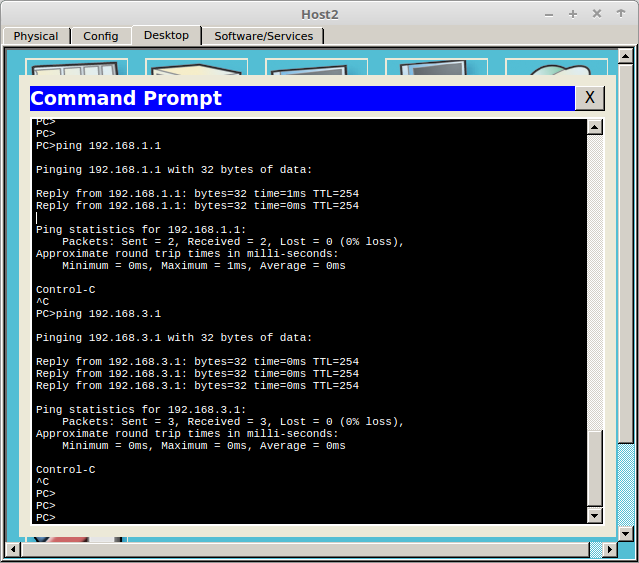 Host2
Physical Config Desktop Software/Services
Command Prompt X
PC>
PC>
PC>ping 192.168.1.1
Pinging 192.168.1.1 with 32 bytes of data:
Reply from 192.168.1.1: bytes=32 time=1ms TTL=254
Reply from 192.168.1.1: bytes=32 time=0ms TTL=254
Ping statistics for 192.168.1.1:
Packets: Sent = 2, Received = 2, Lost = 0 (0% loss),
Approximate round trip times in milli-seconds:
Minimum = 0ms, Maximum = 1ms, Average = 0ms
Control-C
^C
PC>ping 192.168.3.1
Pinging 192.168.3.1 with 32 bytes of data:
Reply from 192.168.3.1: bytes=32 time=0ms TTL=254
Reply from 192.168.3.1: bytes=32 time=0ms TTL=254
Reply from 192.168.3.1: bytes=32 time=0ms TTL=254
Ping statistics for 192.168.3.1:
Packets: Sent = 3, Received = 3, Lost = 0 (0% loss),
Approximate round trip times in milli-seconds:
Minimum = 0ms, Maximum = 0ms, Average = 0ms
Control-C
^C
PC>
PC>
PC>